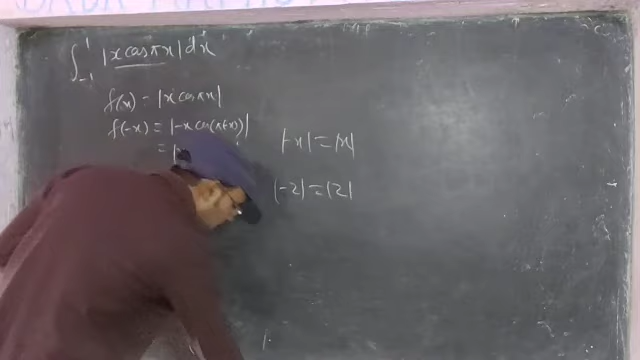 ∫₋₁¹ |x cos πx| dx
f(x) = |x cos πx|
f(-x) = |-x cos(π(-x))|
= |x
|-x| = |x|
|-2| = |2|